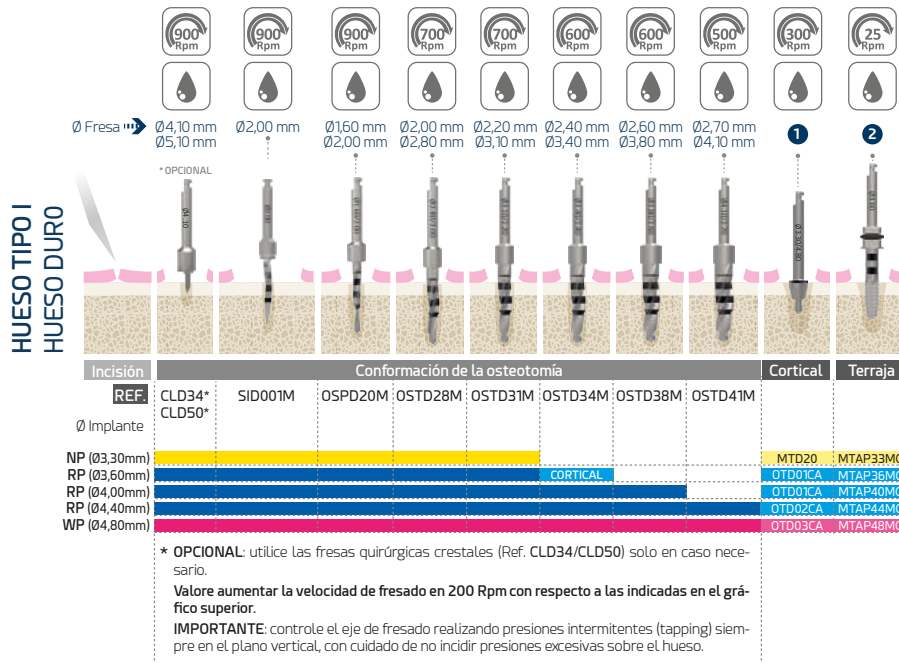 900 Rpm 900 Rpm 900 Rpm 700 Rpm 700 Rpm 600 Rpm 600 Rpm 500 Rpm 300 Rpm 25 Rpm
Ø Fresa Ø4,10 mm Ø2,00 mm Ø1,60 mm Ø2,00 mm Ø2,20 mm Ø2,40 mm Ø2,60 mm Ø2,70 mm 1 2
Ø5,10 mm Ø2,00 mm Ø2,80 mm Ø3,10 mm Ø3,40 mm Ø3,80 mm Ø4,10 mm
* OPCIONAL
HUESO TIPO I
HUESO DURO
Incisión Conformación de la osteotomía Cortical Terraja
REF. CLD34* SID001M OSPD20M OSTD28M OSTD31M OSTD34M OSTD38M OSTD41M
CLD50*
Ø Implante
NP (Ø3,30mm) MTD20 MTAP33MC
RP (Ø3,60mm) CORTICAL OTD01CA MTAP36MC
RP (Ø4,00mm) OTD01CA MTAP40MC
RP (Ø4,40mm) OTD02CA MTAP44MC
WP (Ø4,80mm) OTD03CA MTAP48MC
* OPCIONAL: utilice las fresas quirúrgicas crestales (Ref. CLD34/CLD50) solo en caso nece-
sario.
Valore aumentar la velocidad de fresado en 200 Rpm con respecto a las indicadas en el grá-
fico superior.
IMPORTANTE: controle el eje de fresado realizando presiones intermitentes (tapping) siem-
pre en el plano vertical, con cuidado de no incidir presiones excesivas sobre el hueso.